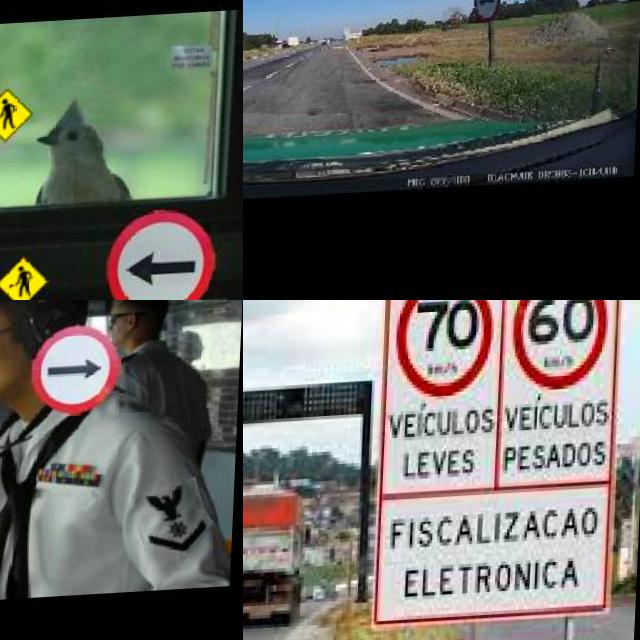 70
km/h
60
km/h
VEÍCULOS
LEVES
VEÍCULOS
PESADOS
FISCALIZACAO
ELETRONICA